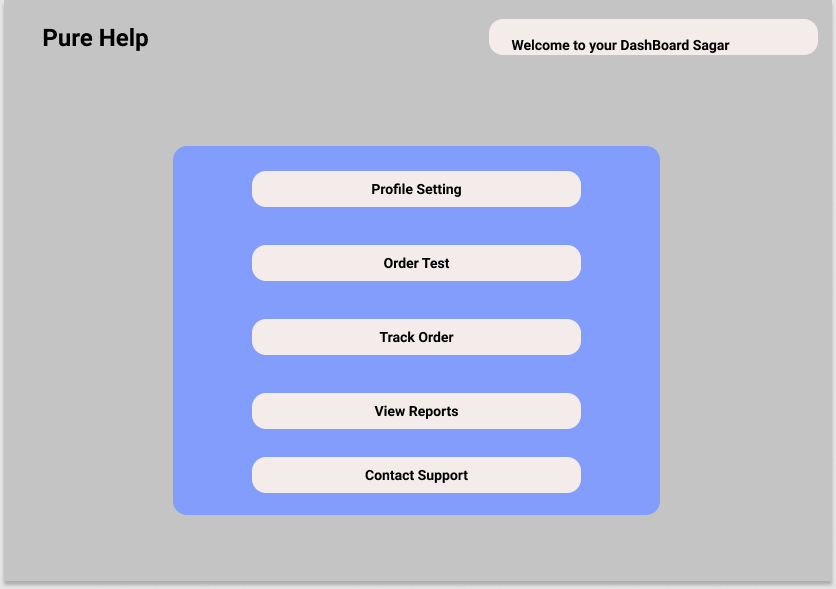 Pure Help
Welcome to your DashBoard Sagar
Profile Setting
Order Test
Track Order
View Reports
Contact Support